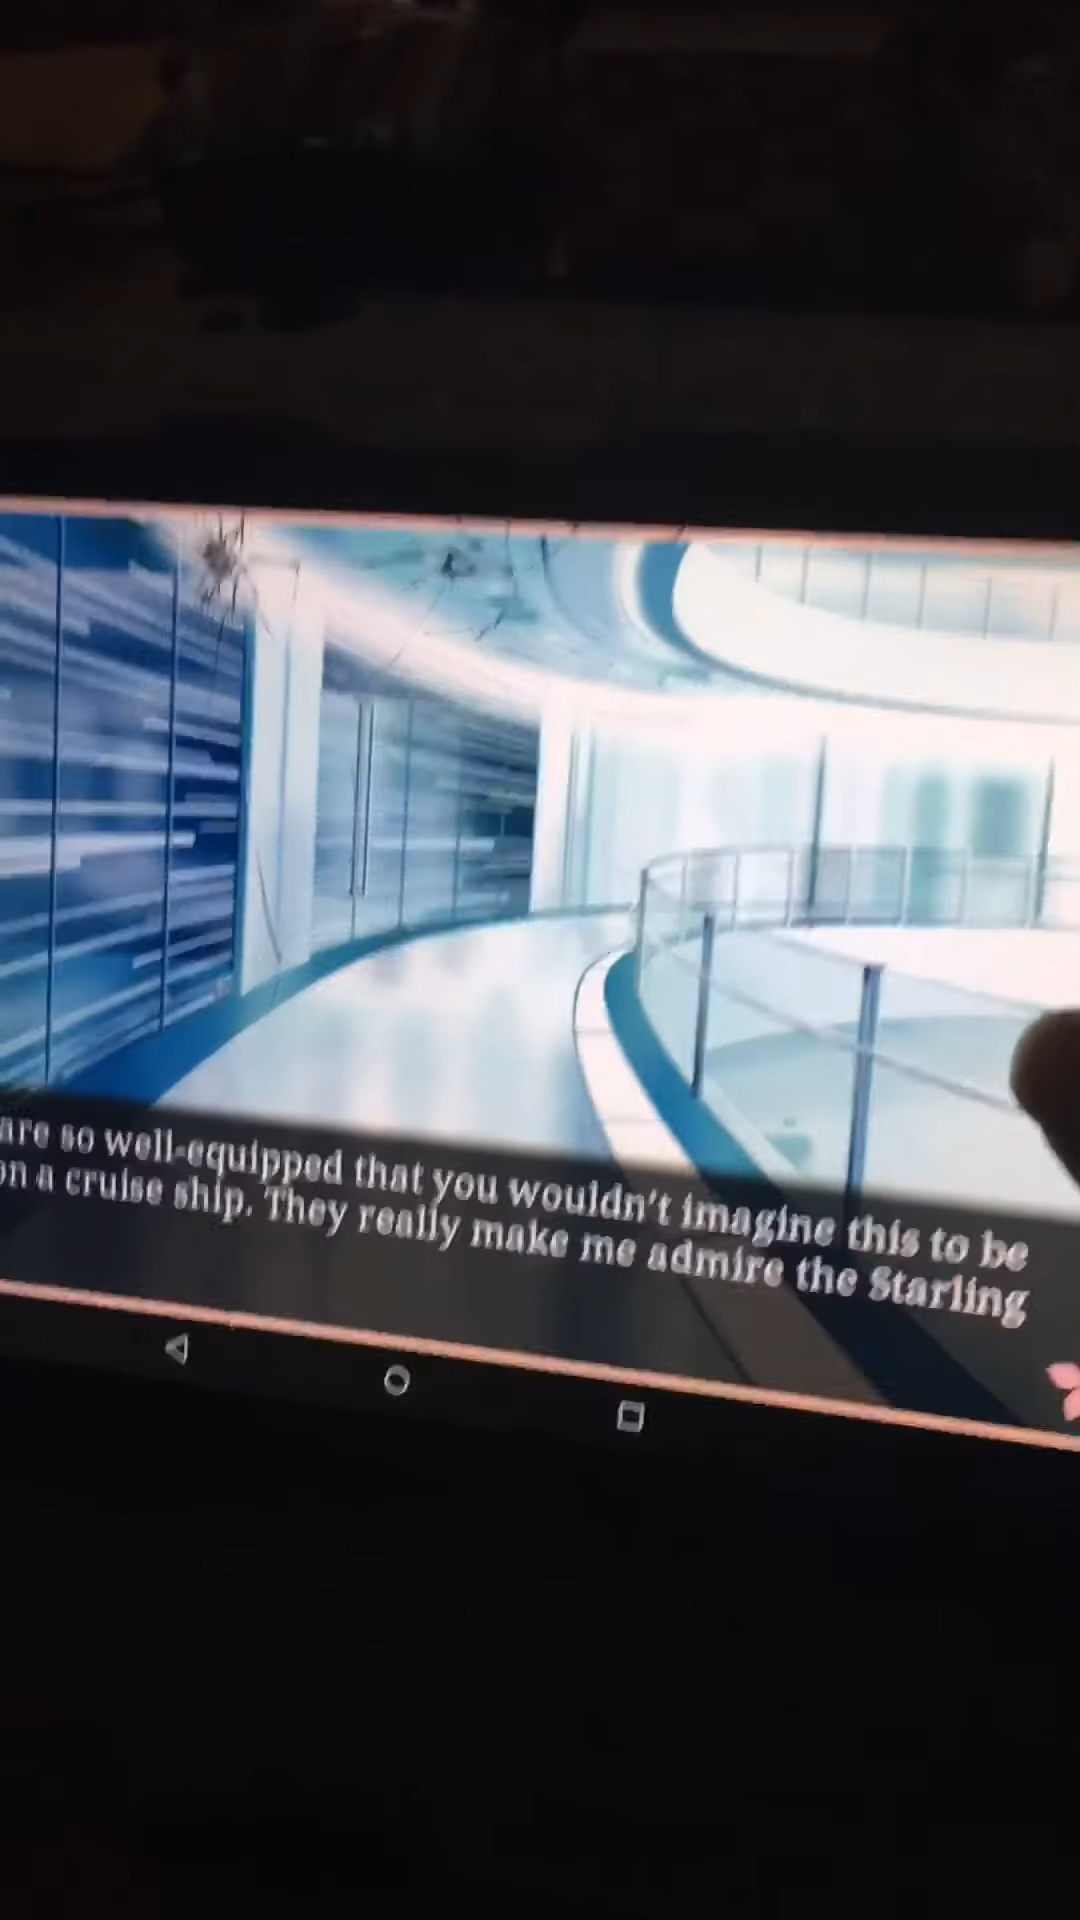 are so well-equipped that you wouldn't imagine this to be
on a cruise ship. They really make me admire the Starling